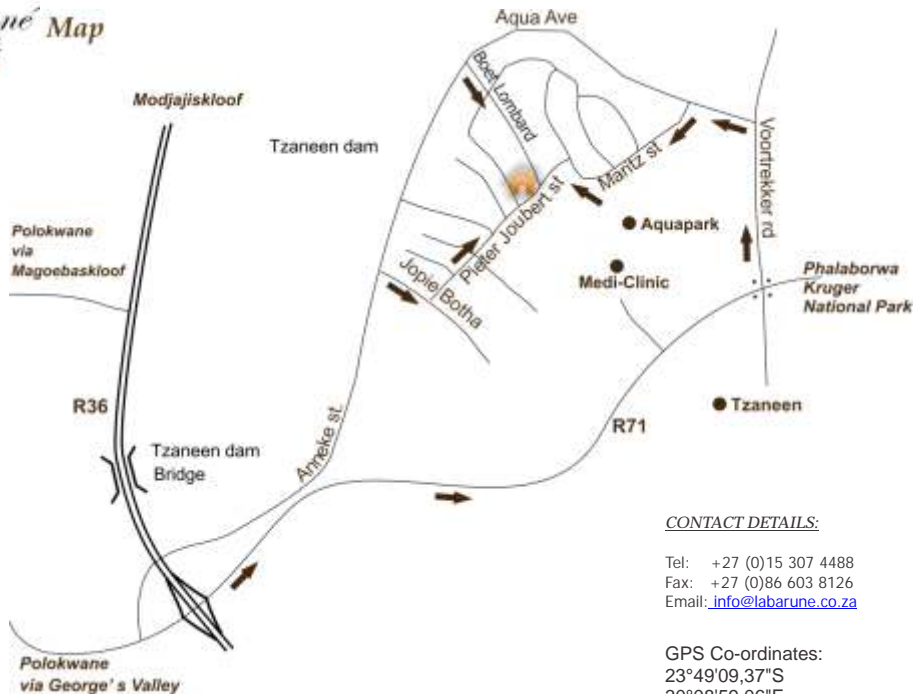 Map
Aqua Ave
Boet Lombard
Modjajiskloof
Tzaneen dam
Voortrekker rd
Mantz st
Polokwane
via
Magoebaskloof
Pieter Joubert st
Aquapark
Jopie Botha
Medi-Clinic
Phalaborwa
Kruger
National Park
R36
Tzaneen
R71
Anneke st.
Tzaneen dam
Bridge
CONTACT DETAILS:
Tel: +27 (0)15 307 4488
Fax: +27 (0)86 603 8126
Email: info@labarune.co.za
GPS Co-ordinates:
23°49'09,37"S
Polokwane
via George' s Valley